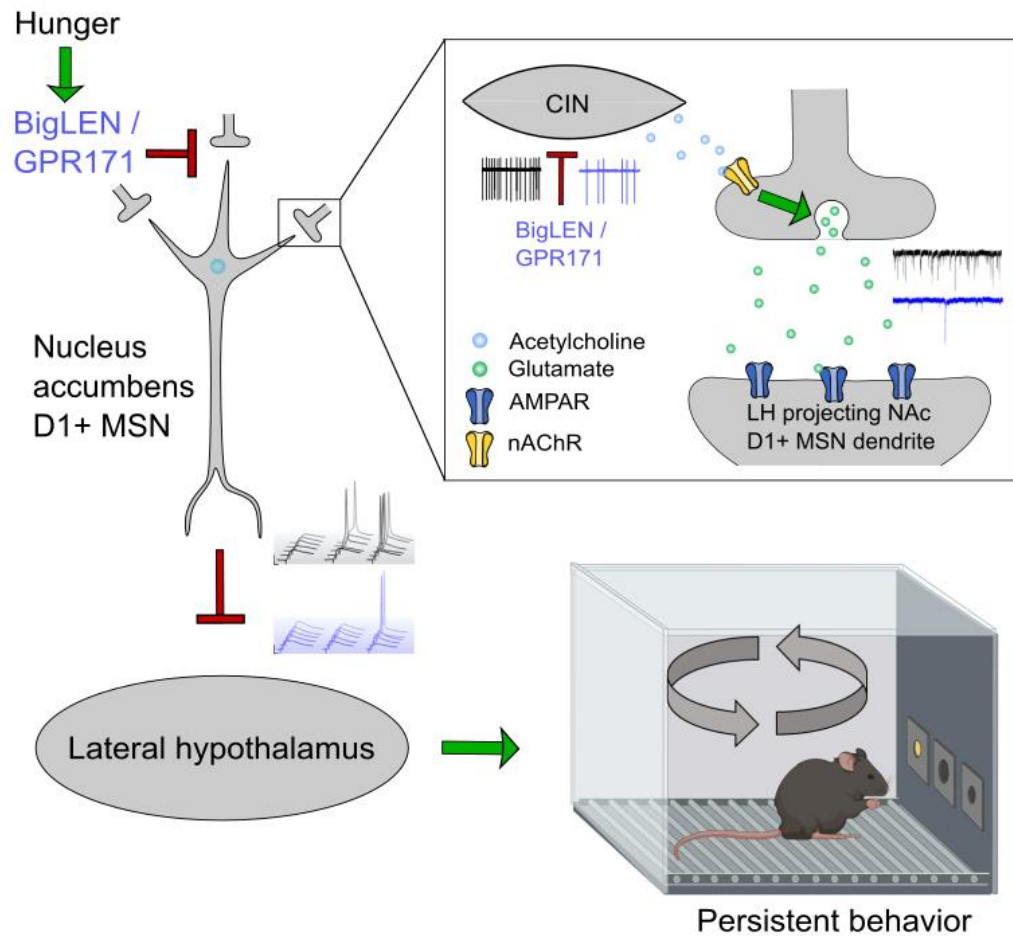 Hunger
BigLEN /
GPR171
Nucleus
accumbens
D1+ MSN
CIN
BigLEN /
GPR171
Acetylcholine
Glutamate
AMPAR
nAChR
LH projecting NAc
D1+ MSN dendrite
Lateral hypothalamus
Persistent behavior